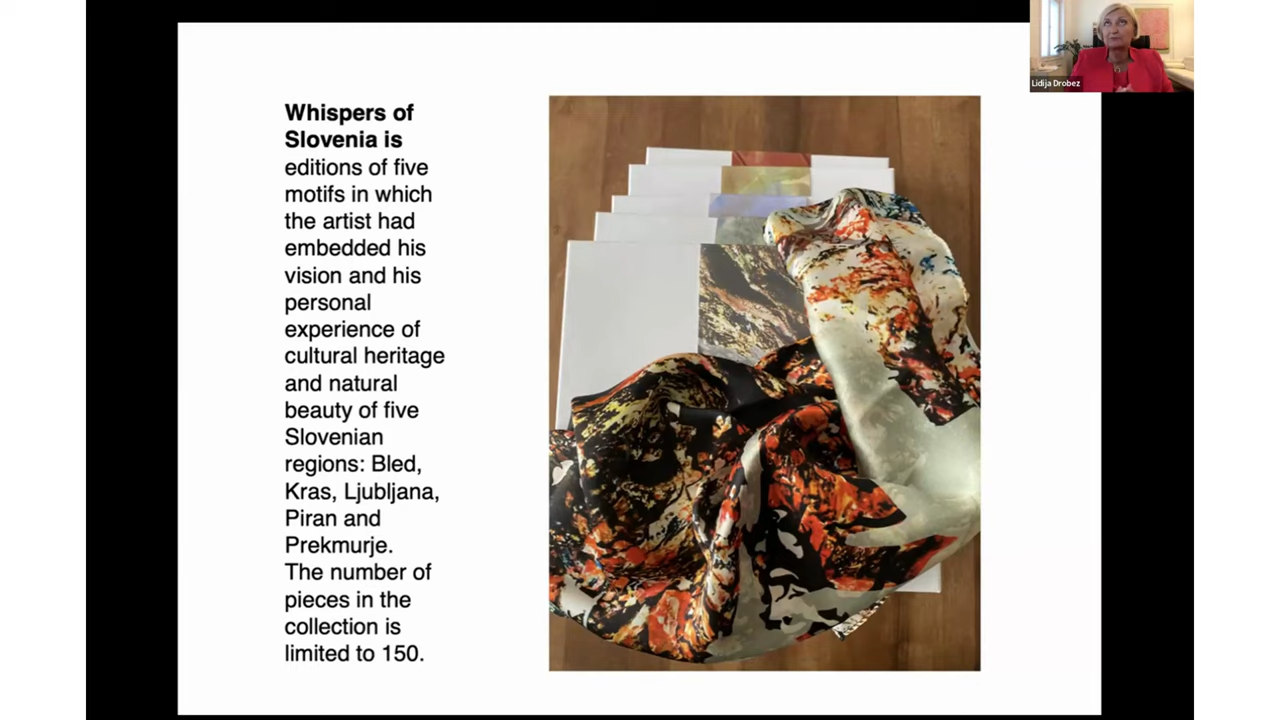 Lidija Drobez
Whispers of
Slovenia is
editions of five
motifs in which
the artist had
embedded his
vision and his
personal
experience of
cultural heritage
and natural
beauty of five
Slovenian
regions: Bled,
Kras, Ljubljana,
Piran and
Prekmurje.
The number of
pieces in the
collection is
limited to 150.